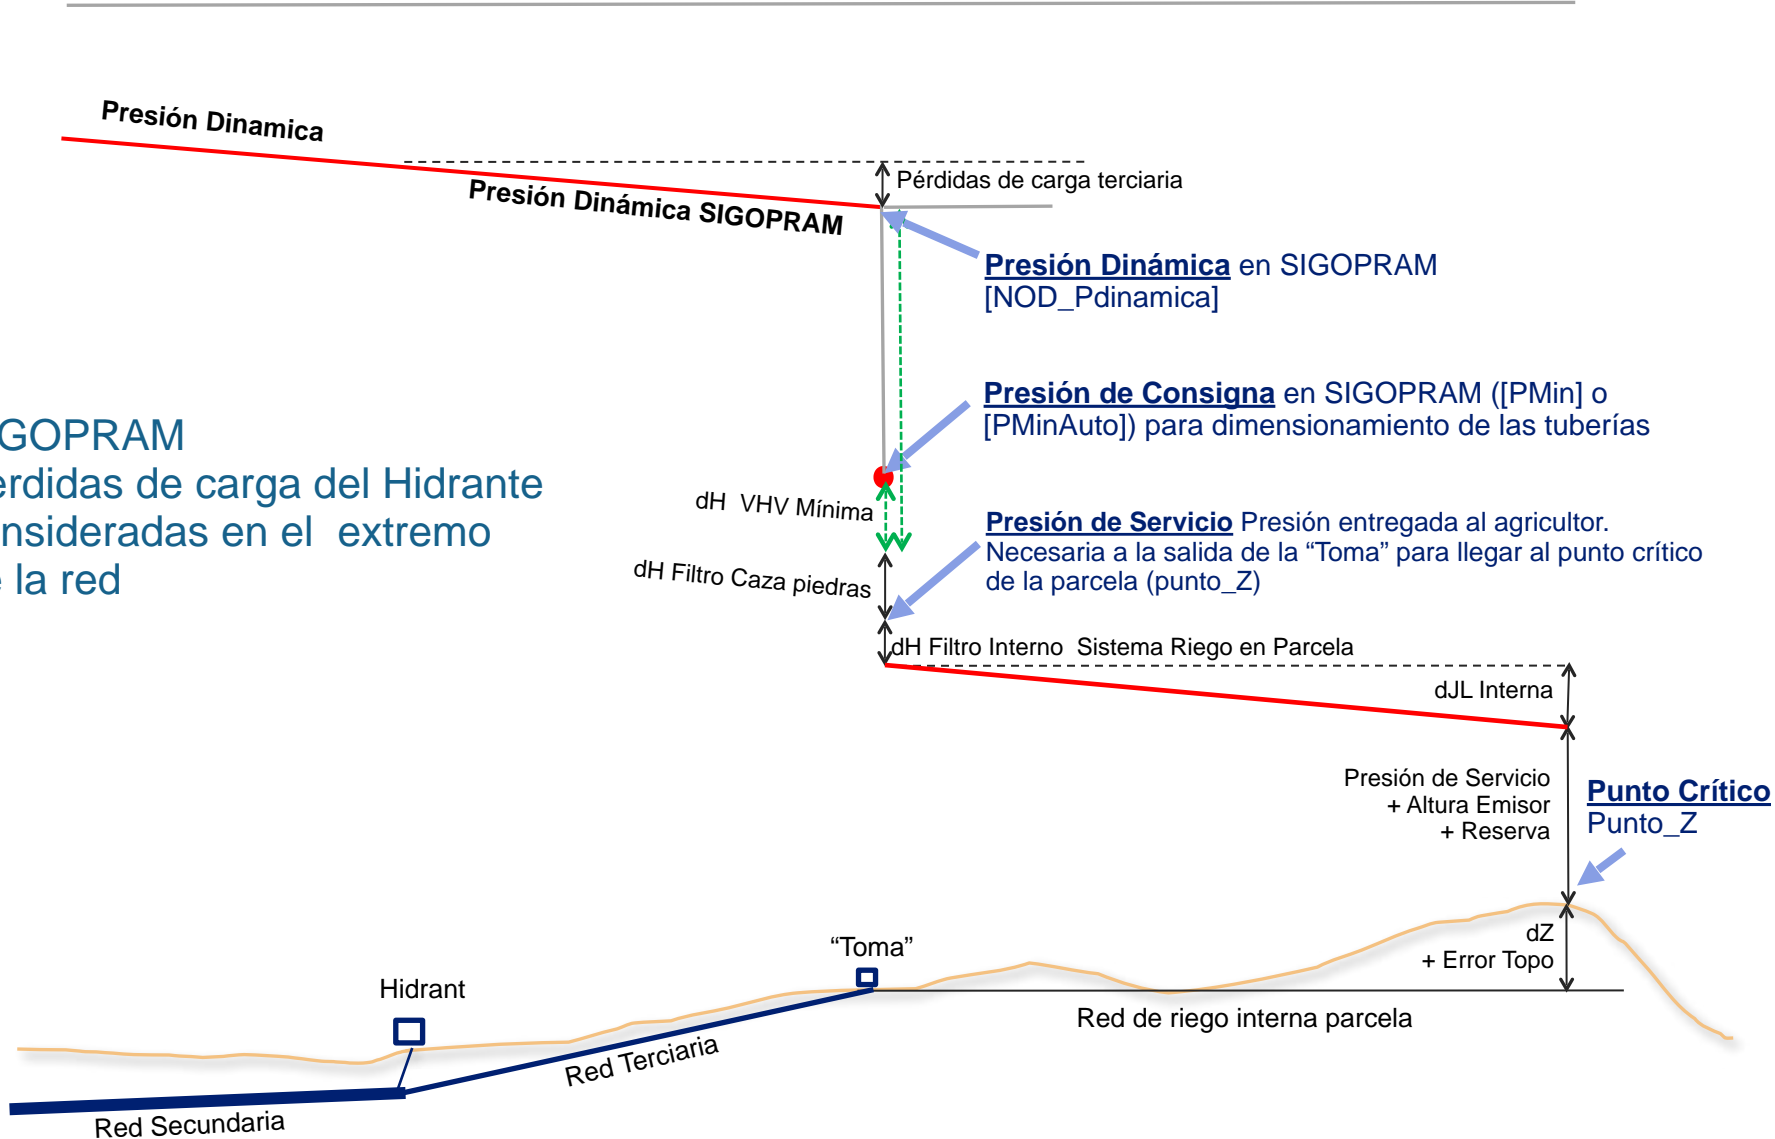 Presión Dinamica
Pérdidas de carga terciaria
Presión Dinámica SIGOPRAM
Presión Dinámica en SIGOPRAM
[NOD_Pdinamica]
Presión de Consigna en SIGOPRAM ([PMin] o
[PMinAuto]) para dimensionamiento de las tuberías
GOPRAM
rdidas de carga del Hidrante
nsideradas en el extremo
la red
dH VHV Mínima
dH Filtro Caza piedras
Presión de Servicio Presión entregada al agricultor.
Necesaria a la salida de la “Toma” para llegar al punto crítico
de la parcela (punto_Z)
dH Filtro Interno Sistema Riego en Parcela
dJL Interna
Presión de Servicio
+ Altura Emisor
+ Reserva
Punto Crítico
Punto_Z
dZ
+ Error Topo
“Toma”
Hidrant
Red de riego interna parcela
Red Terciaria
Red Secundaria